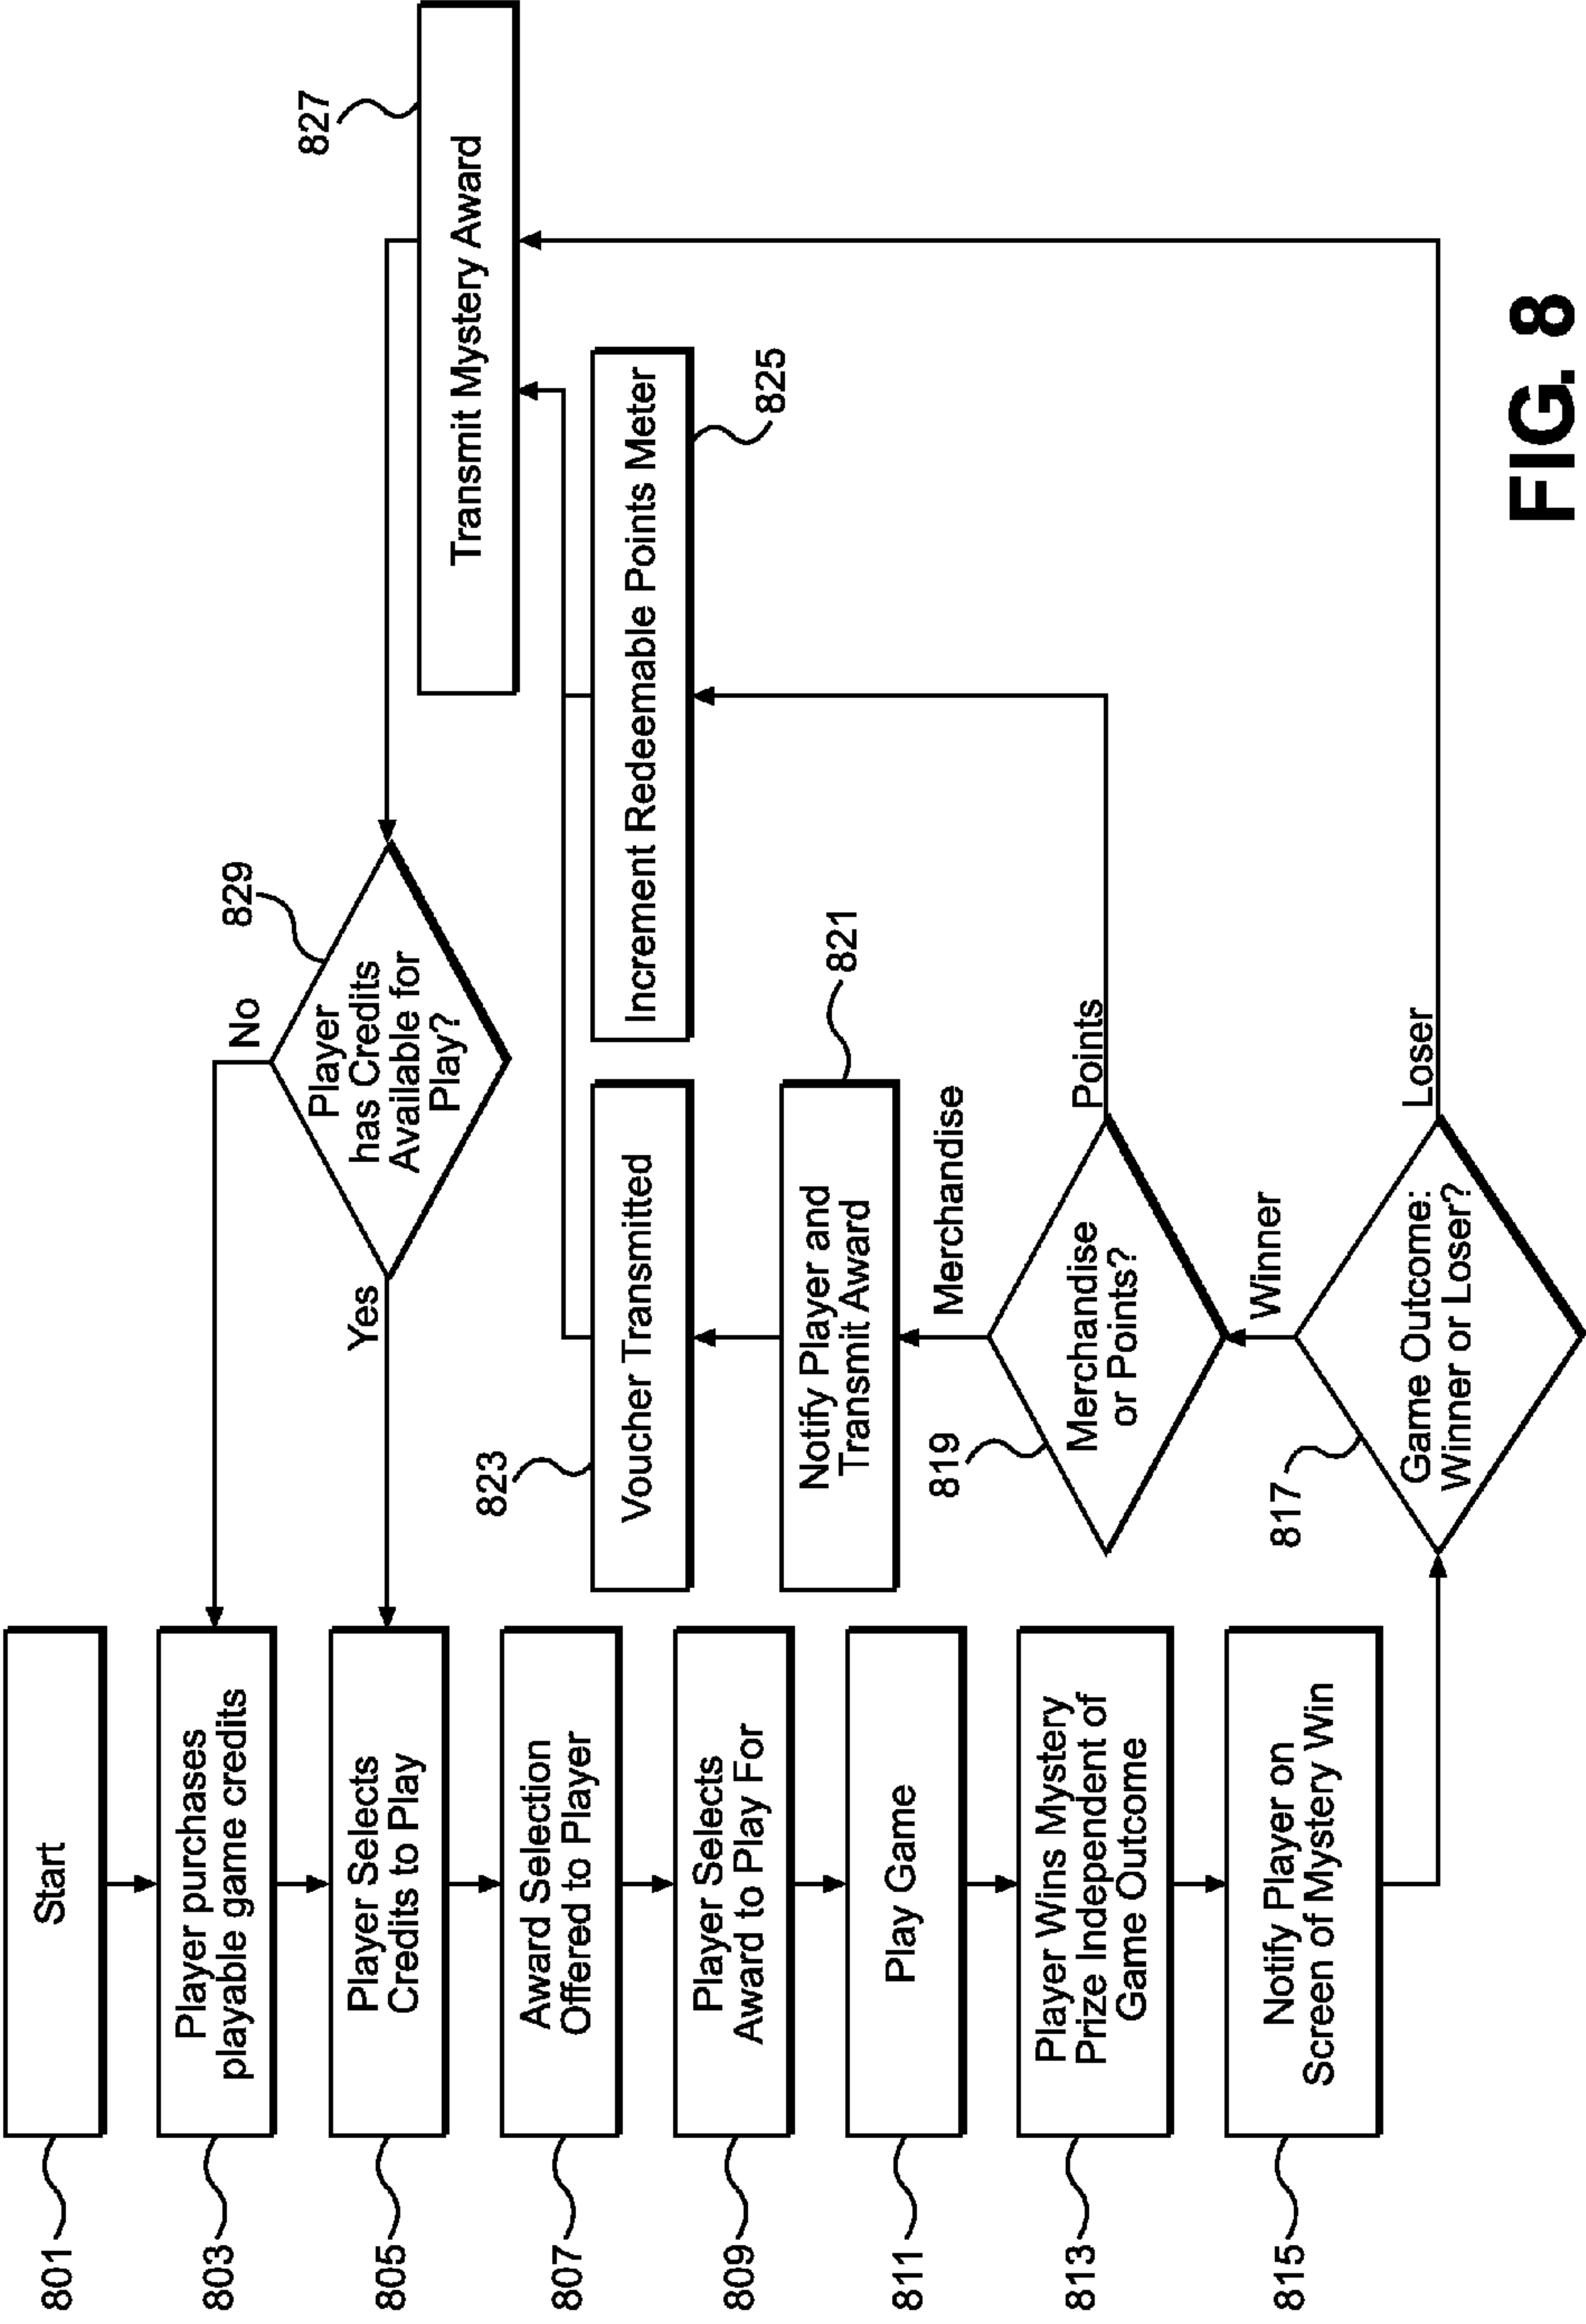 801
Start
803
Player purchases
playable game credits
805
Player Selects
Credits to Play
807
Award Selection
Offered to Player
809
Player Selects
Award to Play For
811
Play Game
813
Player Wins Mystery
Prize Independent of
Game Outcome
815
Notify Player on
Screen of Mystery Win
817
Game Outcome:
Winner or Loser?
Winner
Loser
819
Merchandise
or Points?
Merchandise
Points
821
Notify Player and
Transmit Award
823
Voucher Transmitted
825
Increment Redeemable Points Meter
827
Transmit Mystery Award
829
Player
has Credits
Available for
Play?
Yes
No
FIG. 8